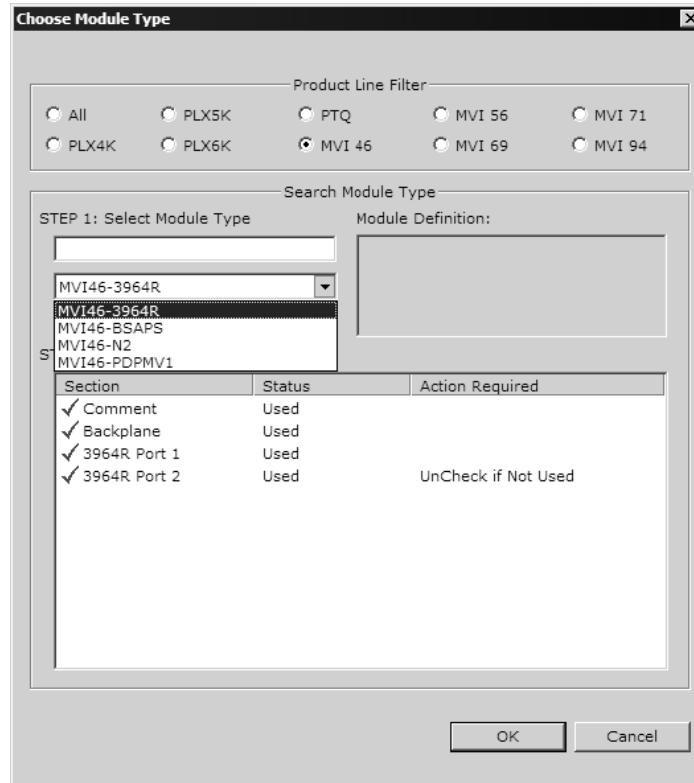 Choose Module Type
Product Line Filter
All PLX5K PTQ MVI 56 MVI 71
PLX4K PLX6K MVI 46 MVI 69 MVI 94
Search Module Type
STEP 1: Select Module Type Module Definition:
MVI46-3964R
MVI46-3964R
MVI46-BSAPS
MVI46-N2
MVI46-PDPMV1
Section Status Action Required
Comment Used
Backplane Used
3964R Port 1 Used
3964R Port 2 Used UnCheck if Not Used
OK Cancel